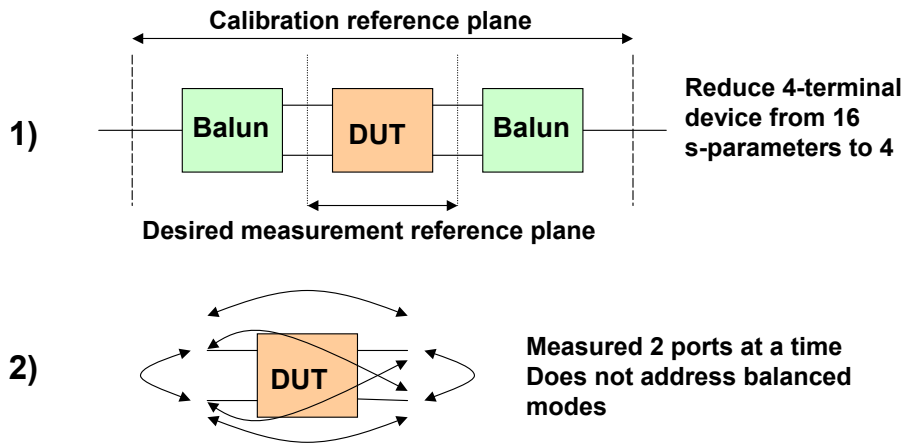 Calibration reference plane
1)
Balun
DUT
Balun
Reduce 4-terminal
device from 16
s-parameters to 4
Desired measurement reference plane
2)
DUT
Measured 2 ports at a time
Does not address balanced
modes